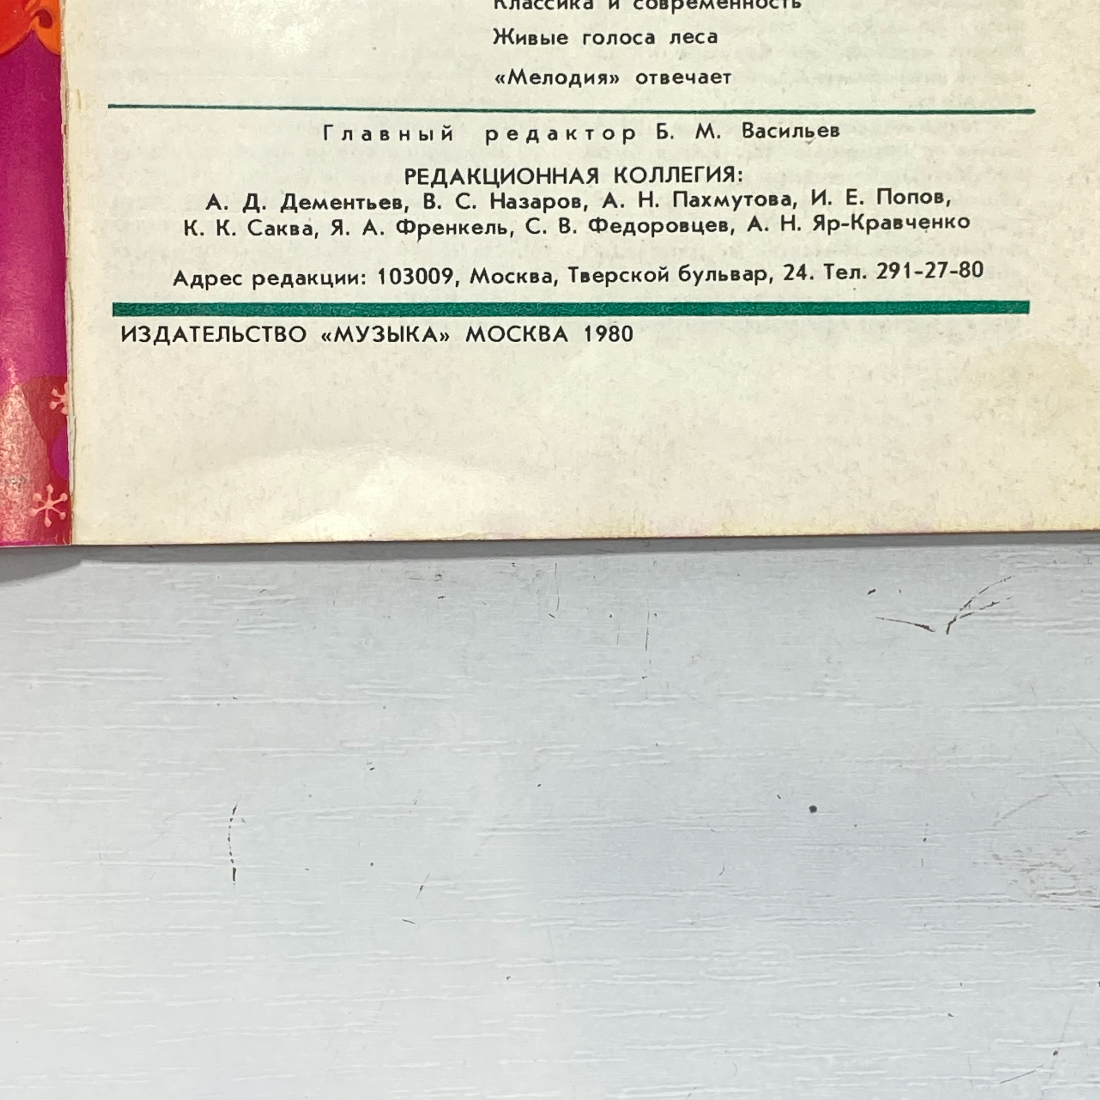 Классика и современность
Живые голоса леса
«Мелодия» отвечает
Главный редактор Б. М. Васильев
РЕДАКЦИОННАЯ КОЛЛЕГИЯ:
А. Д. Дементьев, В. С. Назаров, А. Н. Пахмутова, И. Е. Попов,
К. К. Саква, Я. А. Френкель, С. В. Федоровцев, А. Н. Яр-Кравченко
Адрес редакции: 103009, Москва, Тверской бульвар, 24. Тел. 291-27-80
ИЗДАТЕЛЬСТВО «МУЗЫКА» МОСКВА 1980